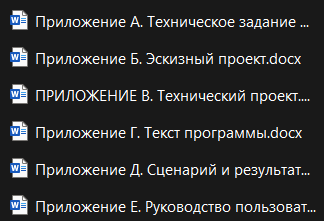 Приложение А. Техническое задание ...
Приложение Б. Эскизный проект.docx
ПРИЛОЖЕНИЕ В. Технический проект....
Приложение Г. Текст программы.docx
Приложение Д. Сценарий и результат...
Приложение Е. Руководство пользоват...